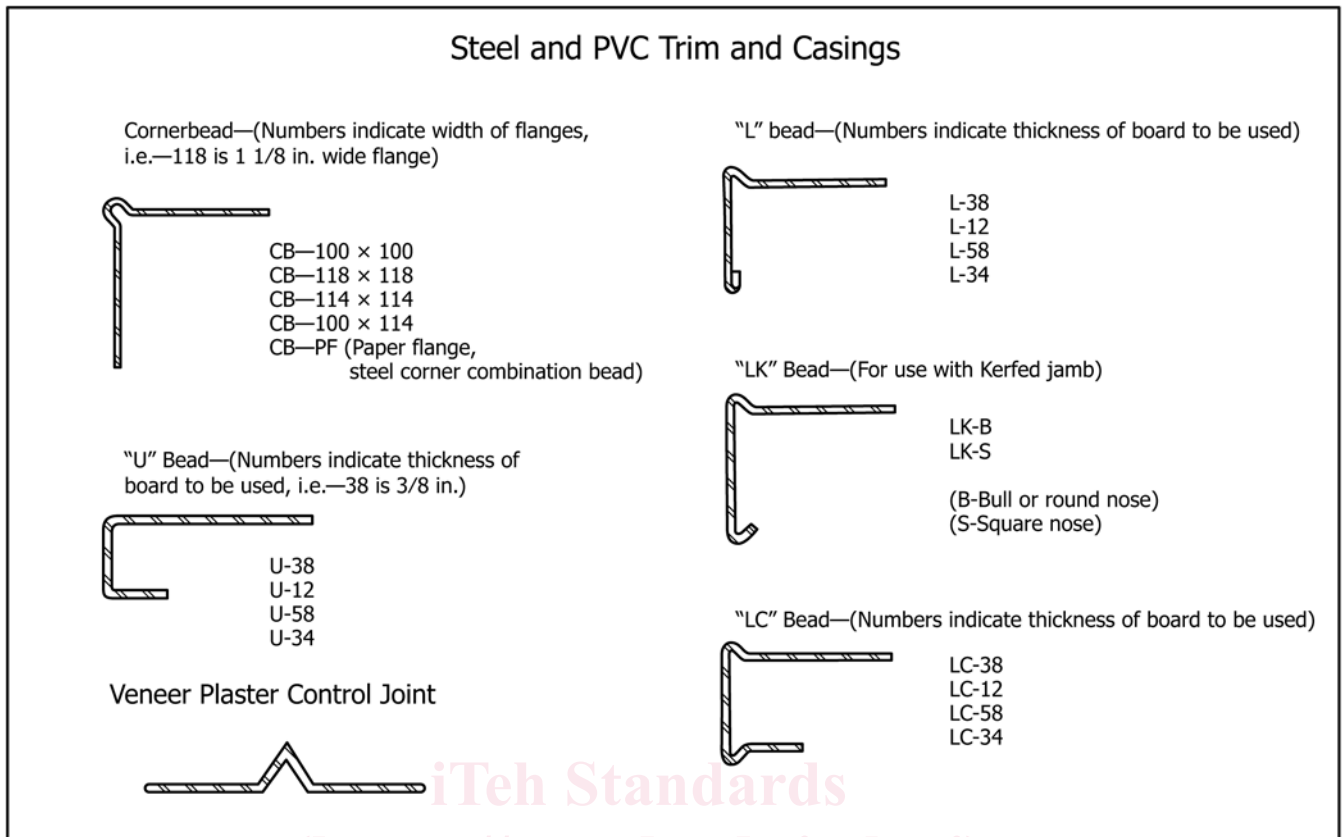 Steel and PVC Trim and Casings
Cornerbead—(Numbers indicate width of flanges,
i.e.—118 is 1 1/8 in. wide flange)
CB—100 × 100
CB—118 × 118
CB—114 × 114
CB—100 × 114
CB—PF (Paper flange,
steel corner combination bead)
"U" Bead—(Numbers indicate thickness of
board to be used, i.e.—38 is 3/8 in.)
U-38
U-12
U-58
U-34
Veneer Plaster Control Joint
"L" bead—(Numbers indicate thickness of board to be used)
L-38
L-12
L-58
L-34
"LK" Bead—(For use with Kerfed jamb)
LK-B
LK-S
(B-Bull or round nose)
(S-Square nose)
"LC" Bead—(Numbers indicate thickness of board to be used)
LC-38
LC-12
LC-58
LC-34
iTeh Standards